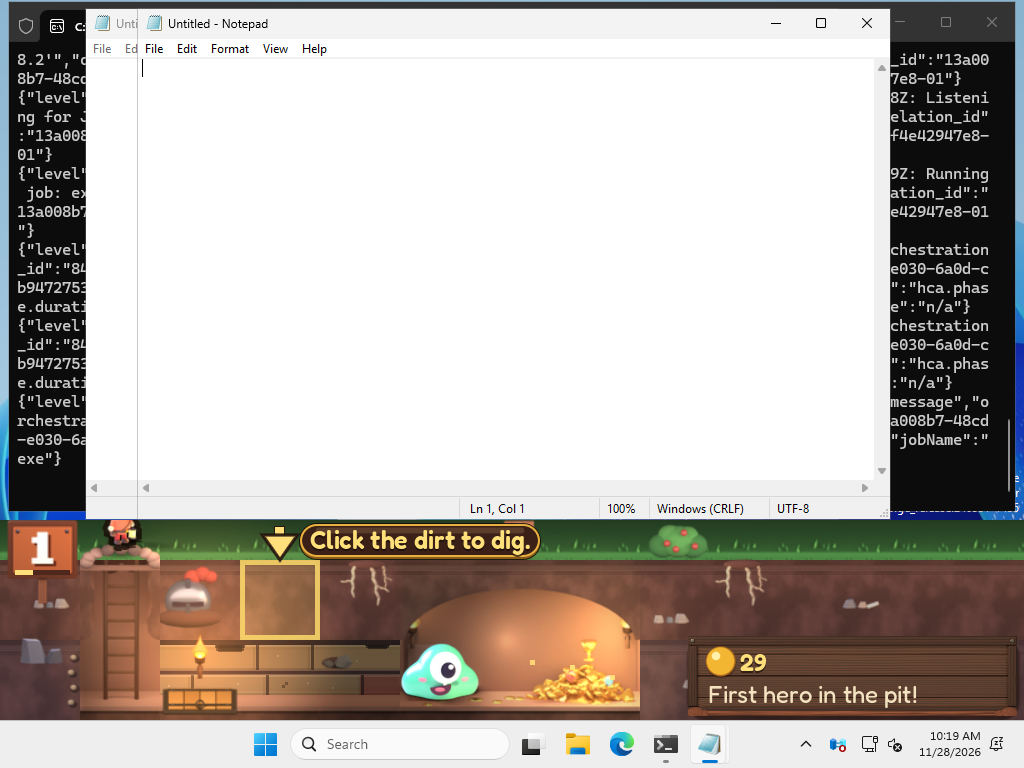 C:
Unti
Untitled - Notepad
File Ed
File Edit Format View Help
8.2'","c
8b7-48cd
{"level"
ng for J
:"13a008
01"}
{"level"
job: ex
13a008b7
"}
{"level"
_id":"84
b9472753
e.durati
{"level"
_id":"84
b9472753
e.durati
{"level"
rchestra
-e030-6a
exe"}
_id":"13a00
7e8-01"}
8Z: Listeni
elation_id"
f4e42947e8-
9Z: Running
ation_id":"
e42947e8-01
chestration
e030-6a0d-c
":"hca.phas
e":"n/a"}
chestration
e030-6a0d-c
":"hca.phas
:"n/a"}
message","o
a008b7-48cd
"jobName":"
Ln 1, Col 1
100%
Windows (CRLF)
UTF-8
1
Click the dirt to dig.
29
First hero in the pit!
Search
10:19 AM
11/28/2026